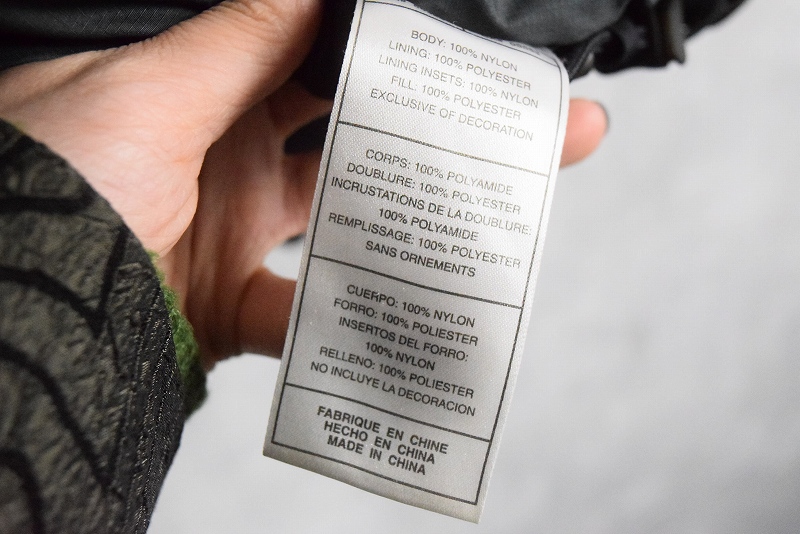 BODY: 100% NYLON
LINING: 100% POLYESTER
LINING INSETS: 100% NYLON
FILL: 100% POLYESTER
EXCLUSIVE OF DECORATION
CORPS: 100% POLYAMIDE
DOUBLURE: 100% POLYESTER
INCRUSTATIONS DE LA DOUBLURE:
100% POLYAMIDE
REMPLISSAGE: 100% POLYESTER
SANS ORNEMENTS
CUERPO: 100% NYLON
FORRO: 100% POLIESTER
INSERTOS DEL FORRO:
100% NYLON
RELLENO: 100% POLIESTER
NO INCLUYE LA DECORACION
FABRIQUE EN CHINE
HECHO EN CHINA
MADE IN CHINA